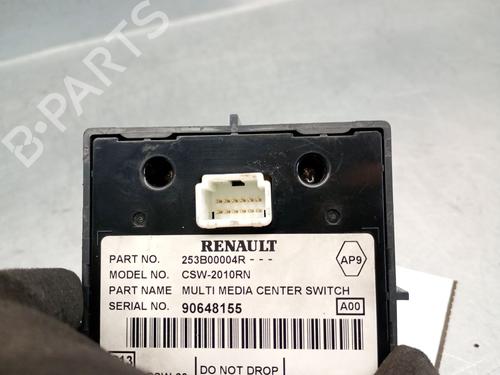 B-PARTS
RENAULT
PART NO. 253B00004R - - -
MODEL NO. CSW-2010RN
PART NAME MULTI MEDIA CENTER SWITCH
SERIAL NO. 90648155
AP9
A00
13
DO NOT DROP